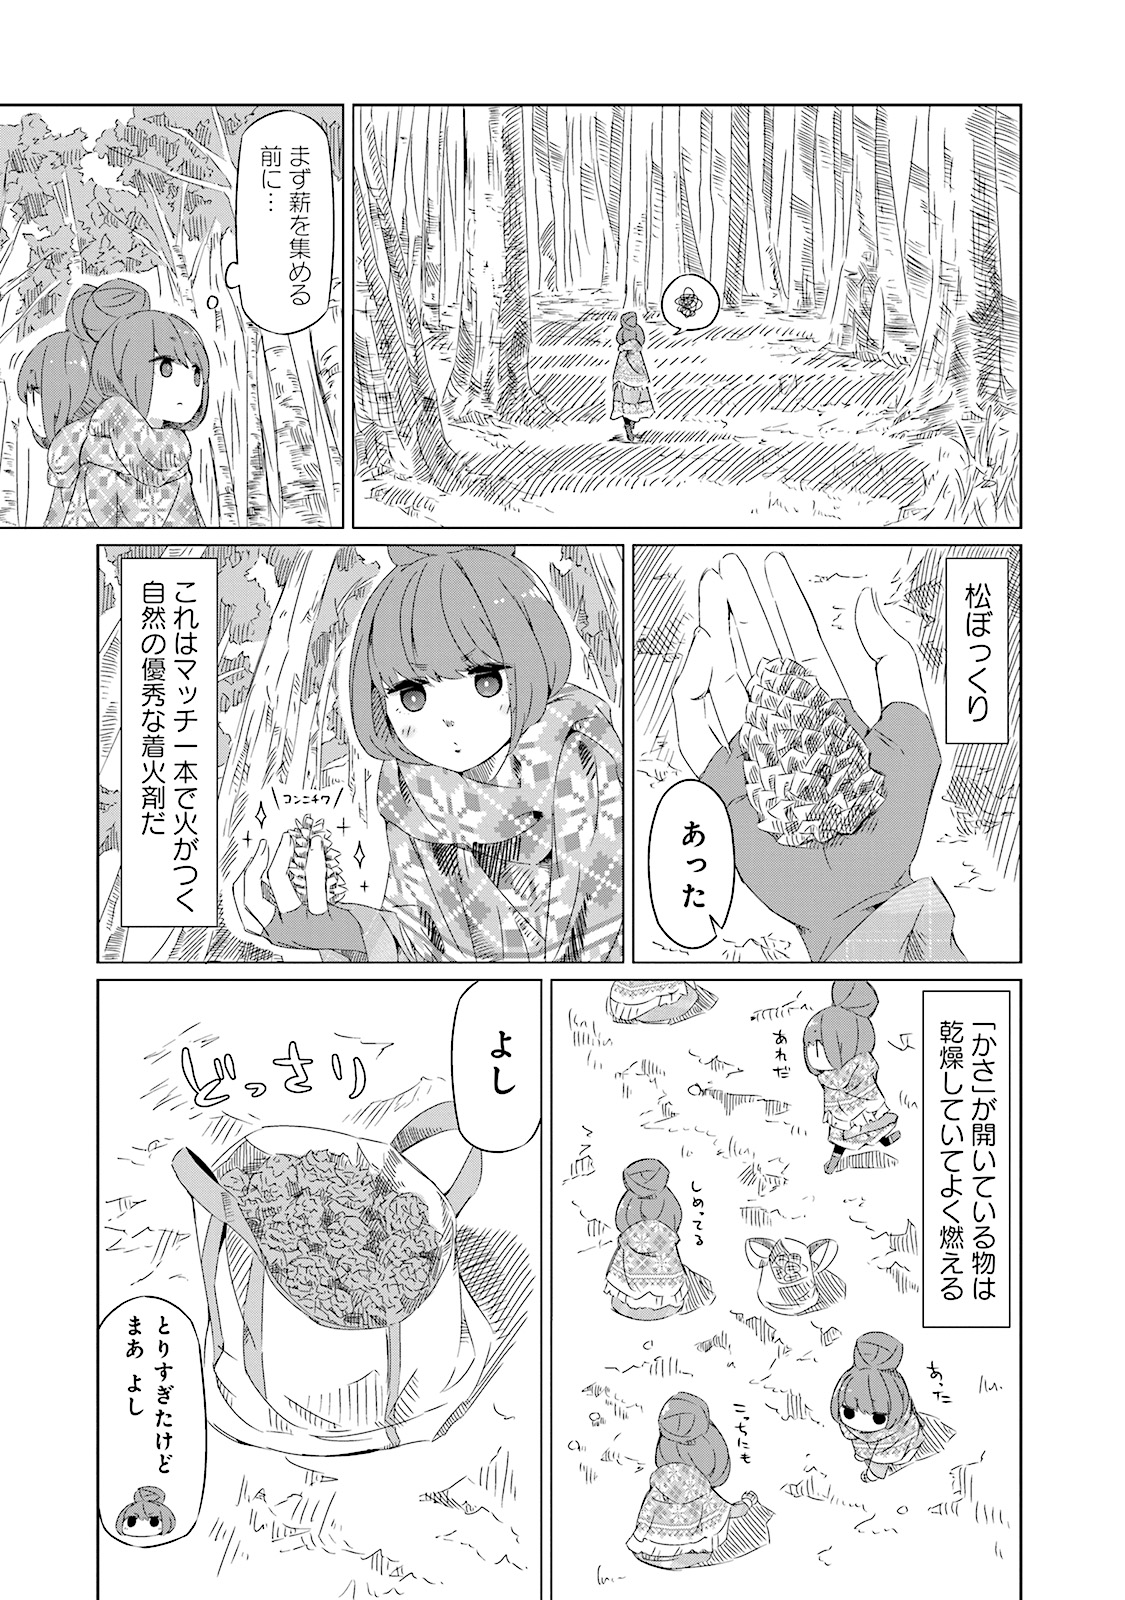 まず薪を集める
前に…
松ぼっくり
あった
これはマッチ一本で火がつく
自然の優秀な着火剤だ
コンニチワ
「かさ」が開いている物は
乾燥していてよく燃える
あれだ
しめってる
あった
こっちにも
よし
どっさり
とりすぎたけど
まあ よし